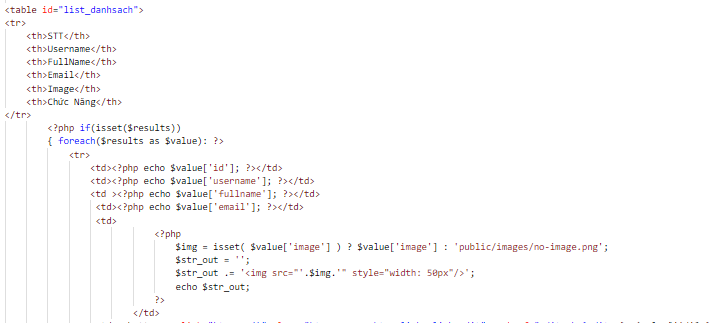 <table id="list_danhsach">
<tr>
<th>STT</th>
<th>Username</th>
<th>FullName</th>
<th>Email</th>
<th>Image</th>
<th>Chức Năng</th>
</tr>
<?php if(isset($results))
{ foreach($results as $value): ?>
<tr>
<td><?php echo $value['id']; ?></td>
<td><?php echo $value['username']; ?></td>
<td ><?php echo $value['fullname']; ?></td>
<td><?php echo $value['email']; ?></td>
<td>
<?php
$img = isset( $value['image'] ) ? $value['image'] : 'public/images/no-image.png';
$str_out = '';
$str_out .= '<img src="'.$img.'" style="width: 50px"/>';
echo $str_out;
?>
</td>